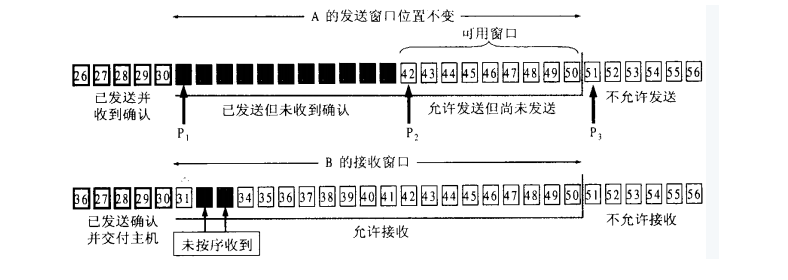 A 的发送窗口位置不变
可用窗口
26 27 28 29 30 42 43 44 45 46 47 48 49 50 51 52 53 54 55 56
已发送并
收到确认
已发送但未收到确认
允许发送但尚未发送
不允许发送
P1
P2
P3
B 的接收窗口
36 27 28 29 30 31 34 35 36 37 38 39 40 41 42 43 44 45 46 47 48 49 50 51 52 53 54 55 56
已发送确认
并交付主机
未按序收到
允许接收
不允许接收